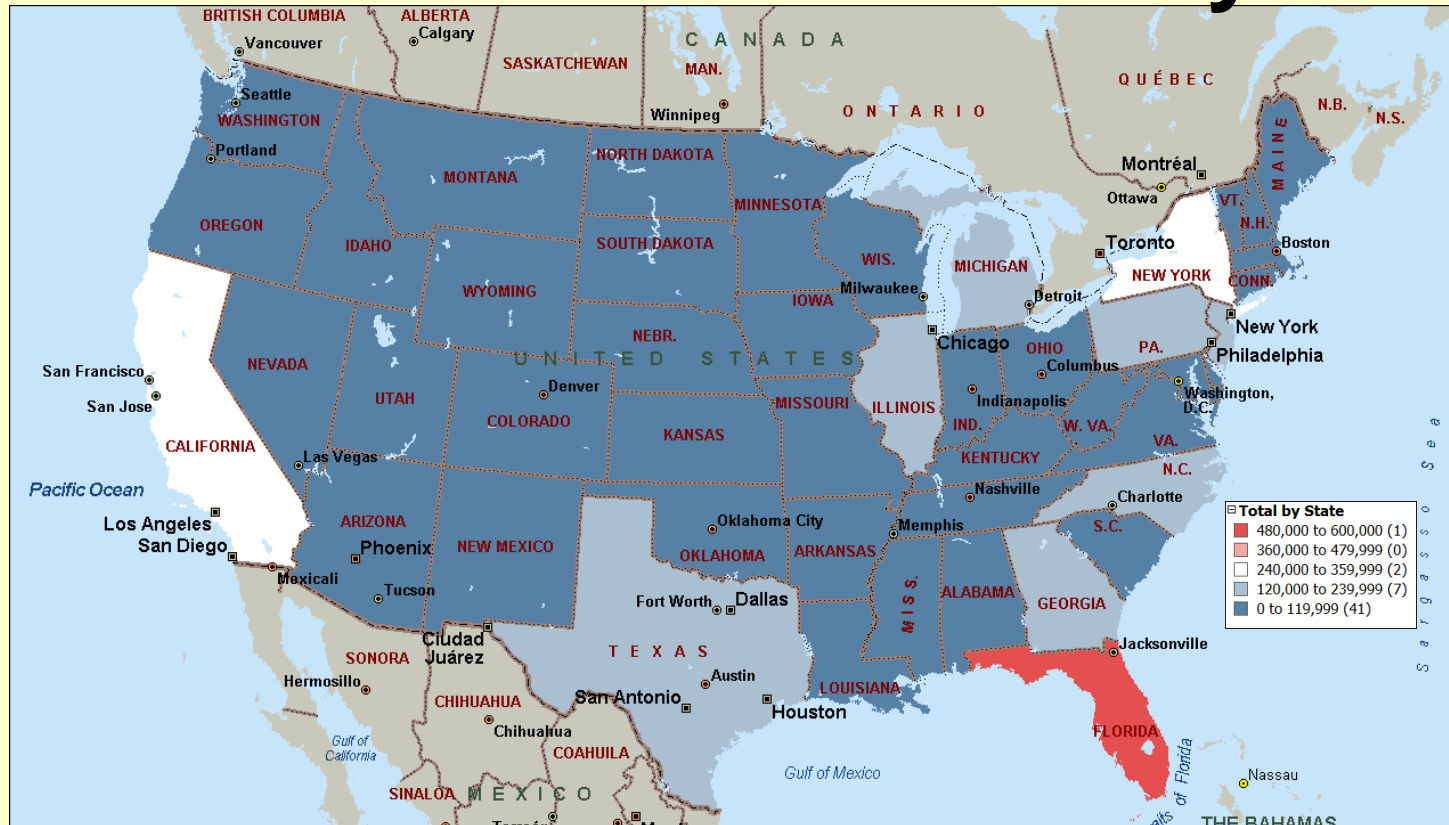 BRITISH COLUMBIA
ALBERTA
Calgary
Vancouver
C A N A D A
SASKATCHEWAN
MAN.
Winnipeg
O N T A R I O
Q U É B E C
N.B.
N.S.
Seattle
WASHINGTON
Portland
MONTANA
NORTH DAKOTA
MINNESOTA
Montréal
Ottawa
M A I N E
VT.
N.H.
OREGON
IDAHO
SOUTH DAKOTA
WIS.
MICHIGAN
Toronto
Boston
NEW YORK
CONN.
WYOMING
Milwaukee
IOWA
Detroit
NEBR.
Chicago
OHIO
PA.
New York
Philadelphia
U N I T E D   S T A T E S
NEVADA
San Francisco
San Jose
UTAH
Denver
COLORADO
Columbus
Indianapolis
Washington,
D.C.
MISSOURI
ILLINOIS
IND.
W. VA.
VA.
CALIFORNIA
KANSAS
KENTUCKY
Las Vegas
N.C.
Nashville
Charlotte
Pacific Ocean
Los Angeles
San Diego
ARIZONA
Phoenix
NEW MEXICO
Oklahoma City
OKLAHOMA
ARKANSAS
Memphis
S.C.
S a r g a s s o S e a
Mexicali
Tucson
Fort Worth
Dallas
MISS.
ALABAMA
GEORGIA
Total by State
480,000 to 600,000 (1)
360,000 to 479,999 (0)
240,000 to 359,999 (2)
120,000 to 239,999 (7)
0 to 119,999 (41)
Ciudad
Juárez
SONORA
T E X A S
Jacksonville
Hermosillo
Austin
San Antonio
Houston
LOUISIANA
CHIHUAHUA
Chihuahua
FLORIDA
Gulf of
California
COAHUILA
Gulf of Mexico
of Florida
Nassau
SINALOA
M E X I C O
THE BAHAMAS